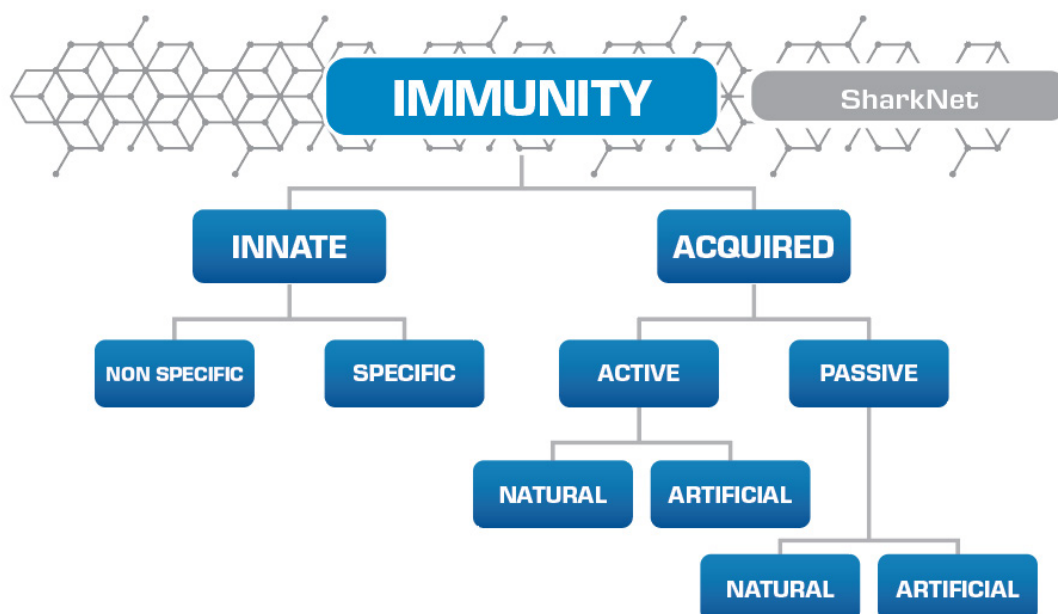 IMMUNITY
SharkNet
INNATE
ACQUIRED
NON SPECIFIC
SPECIFIC
ACTIVE
PASSIVE
NATURAL
ARTIFICIAL
NATURAL
ARTIFICIAL